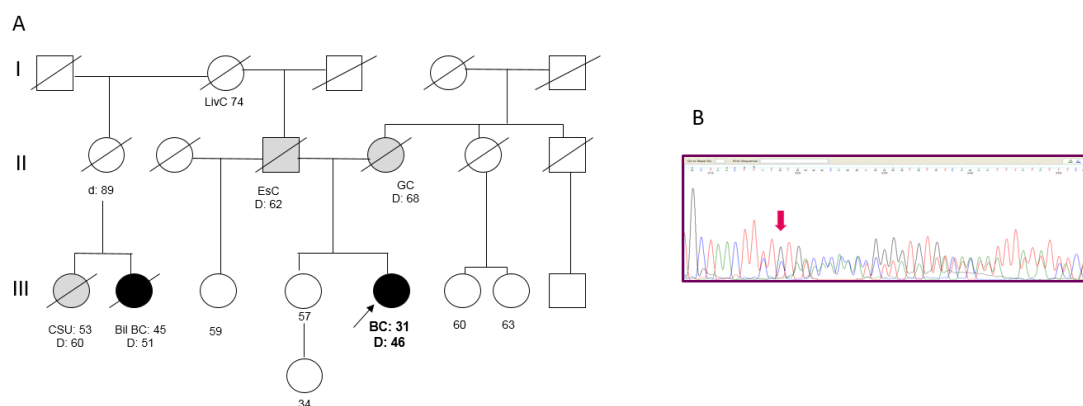 A
I
LivC 74
B
II
d: 89
EsC
D: 62
GC
D: 68
III
CSU: 53
D: 60
Bil BC: 45
D: 51
59
57
BC: 31
D: 46
60
63
34